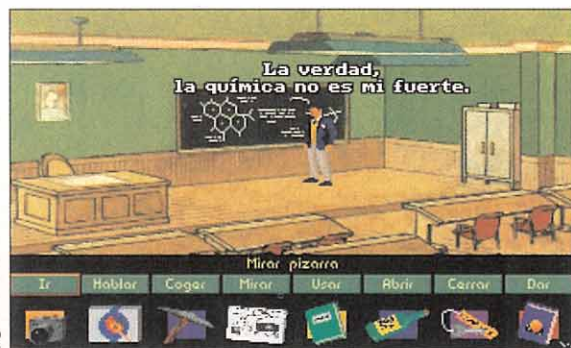 La verdad,
la química no es mi fuerte.
Mirar pizarra
Ir Hablar Coger Mirar Usar Abrir Cerrar Dar